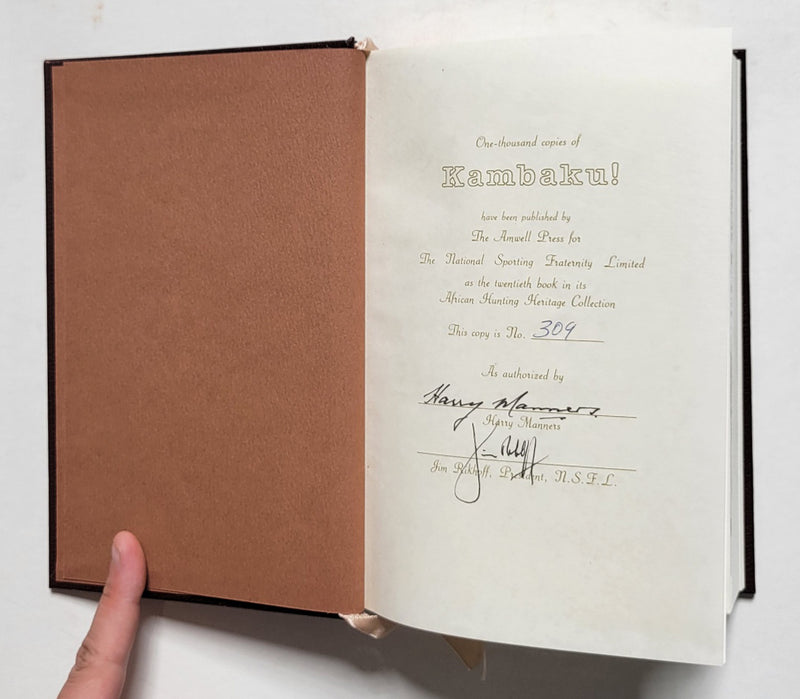 One-thousand copies of
Kambaku!
have been published by
The Amwell Press for
The National Sporting Fraternity Limited
as the twentieth book in its
African Hunting Heritage Collection
This copy is No. 309
As authorized by
Harry Manners
Harry Manners
Jim Rikhoff
Jim Rikhoff, President, N.S.F.L.